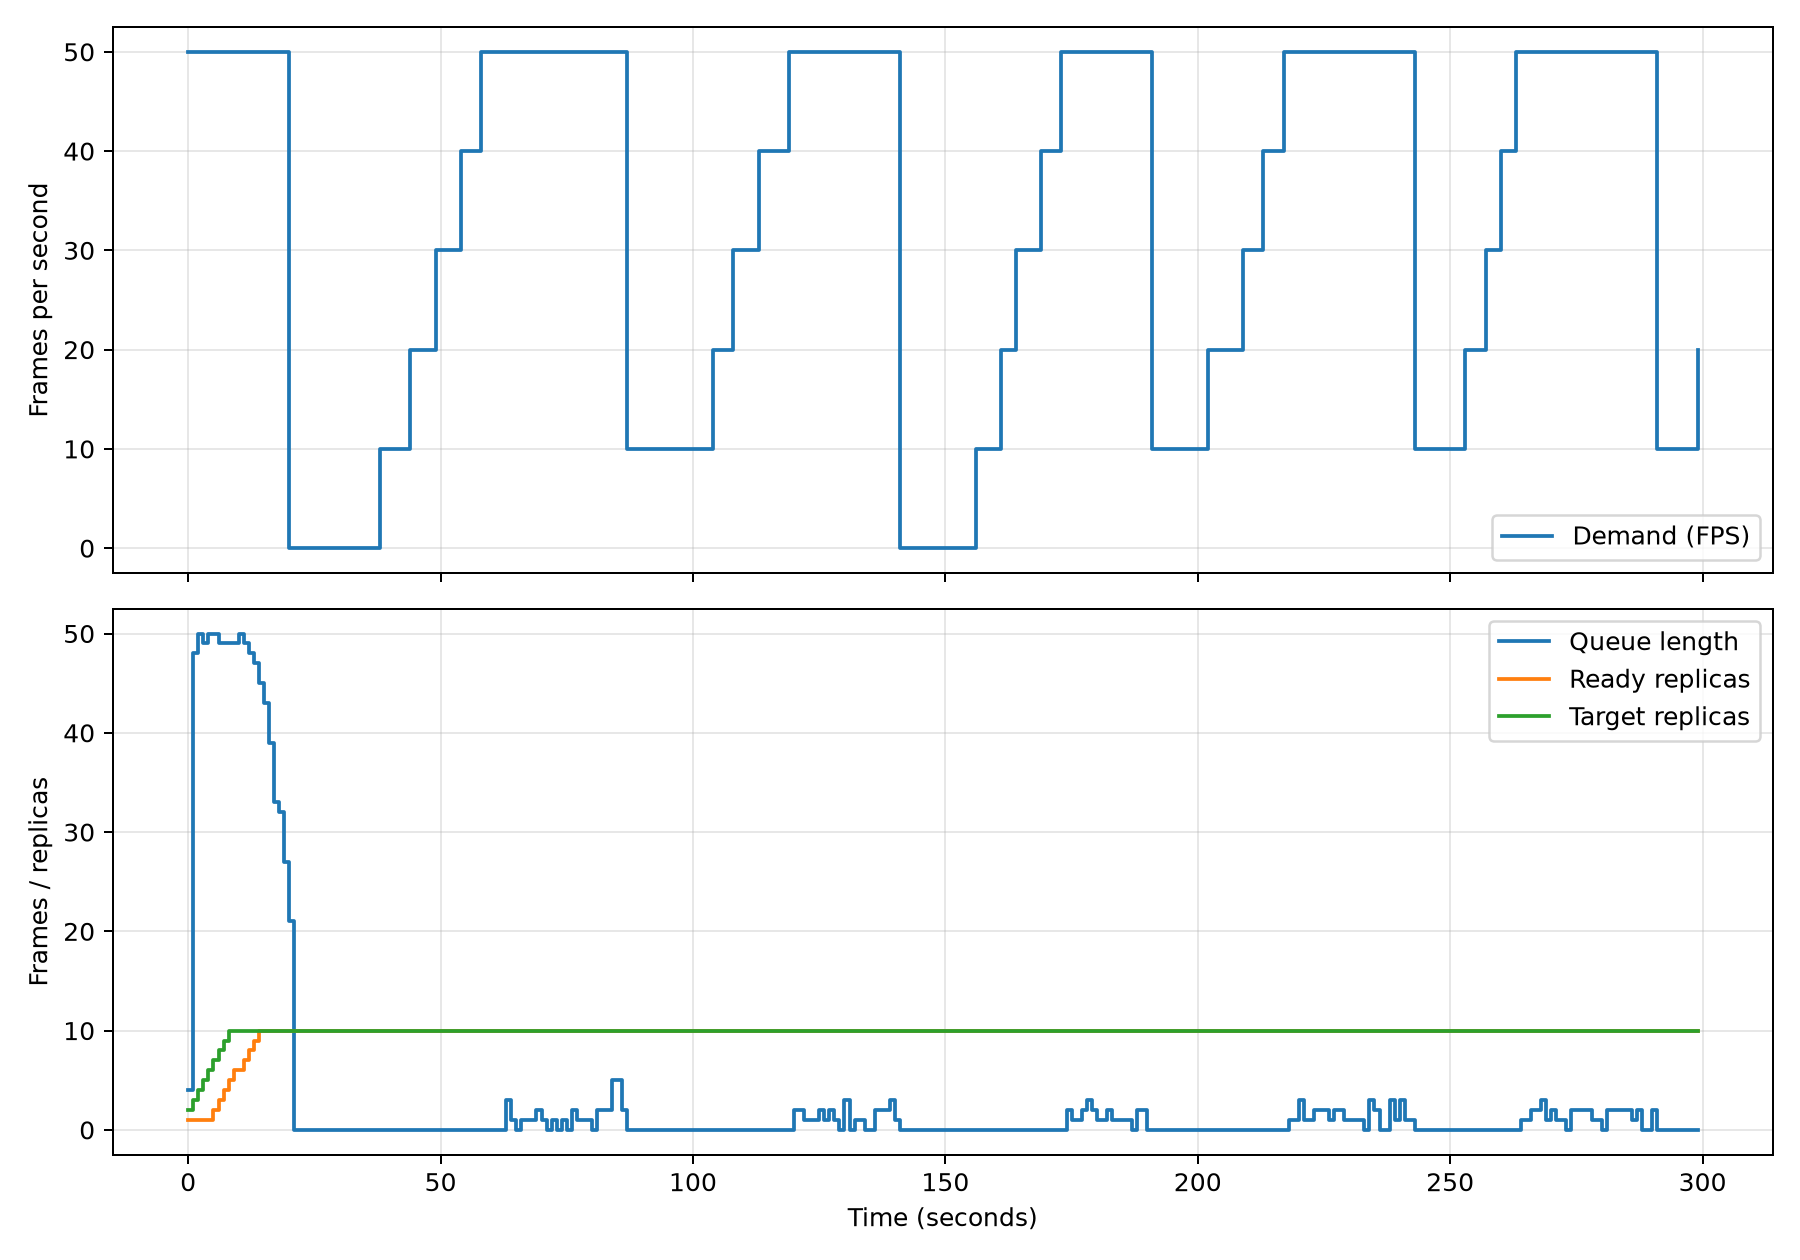 50
40
30
20
10
0
Frames per second
Demand (FPS)
50
40
30
20
10
0
Frames / replicas
Queue length
Ready replicas
Target replicas
0 50 100 150 200 250 300
Time (seconds)